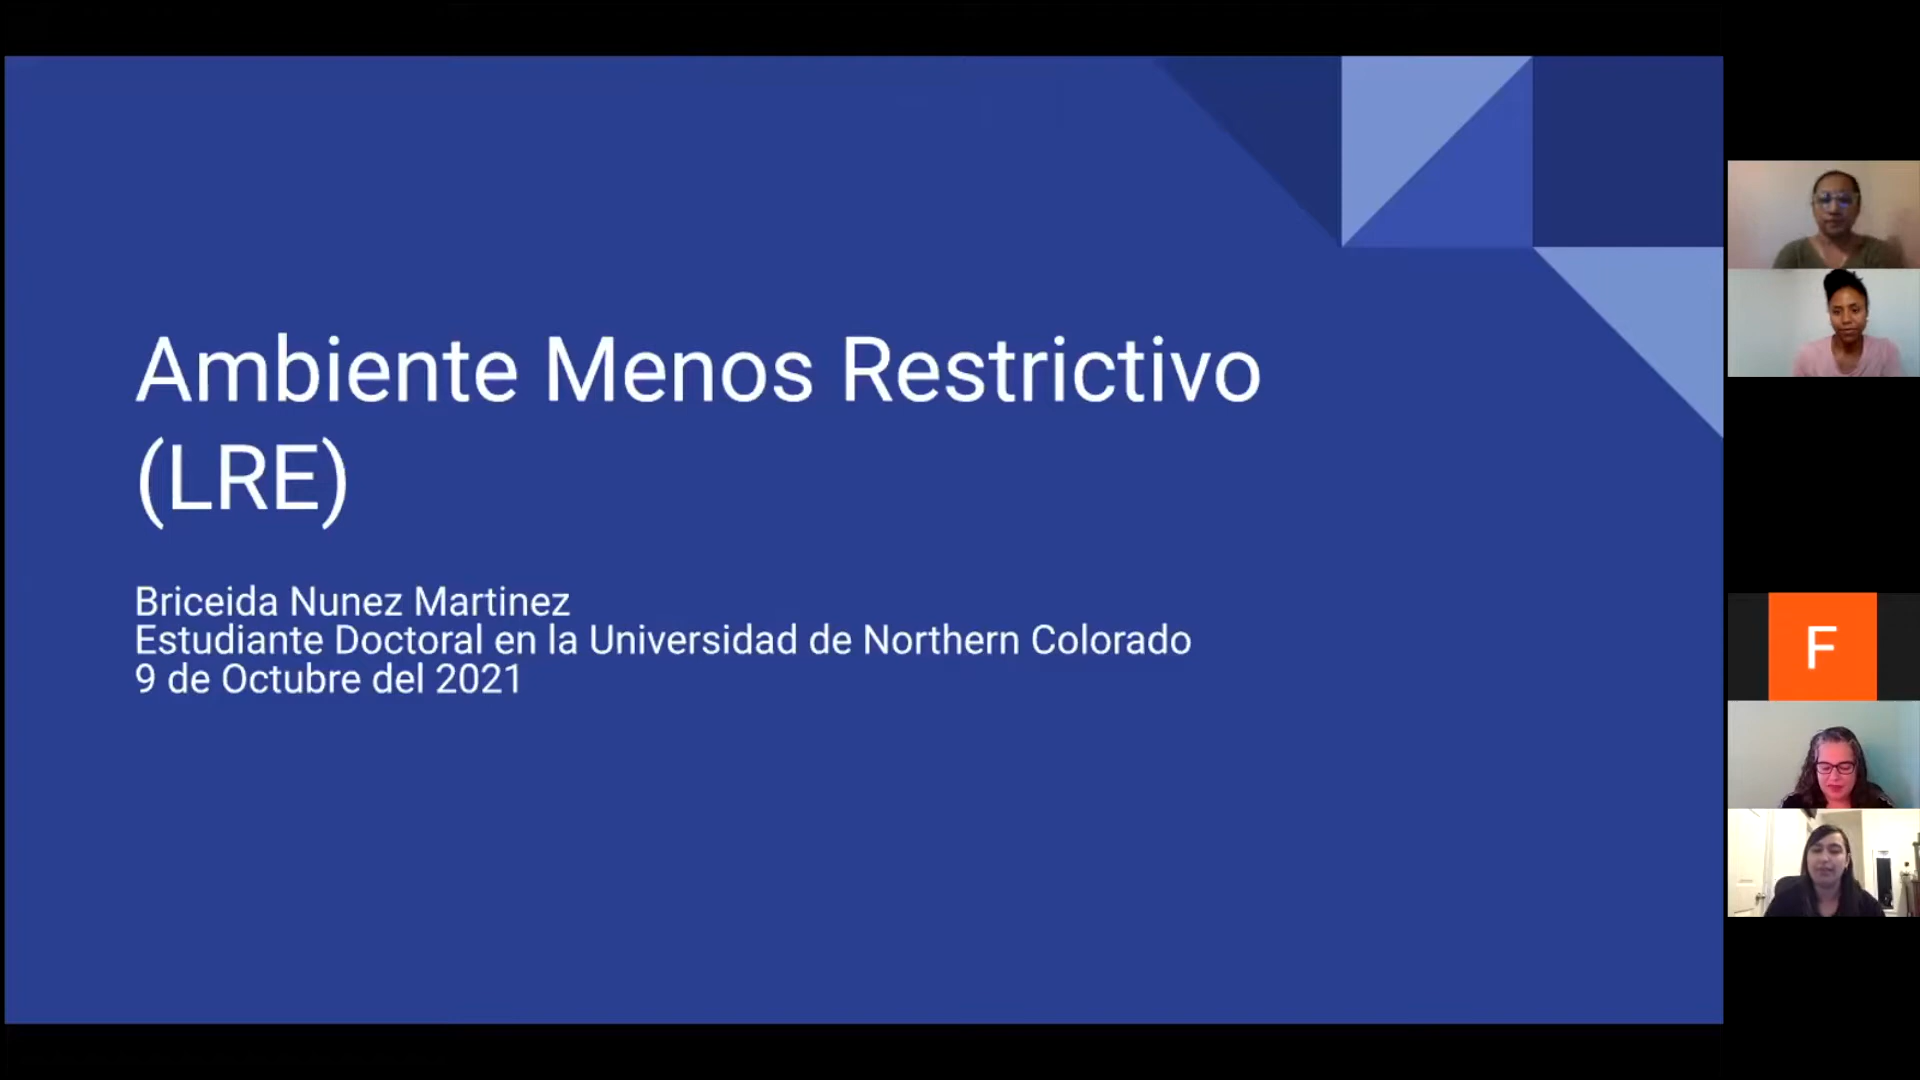 Ambiente Menos Restrictivo
(LRE)
Briceida Nunez Martinez
Estudiante Doctoral en la Universidad de Northern Colorado
9 de Octubre del 2021
F